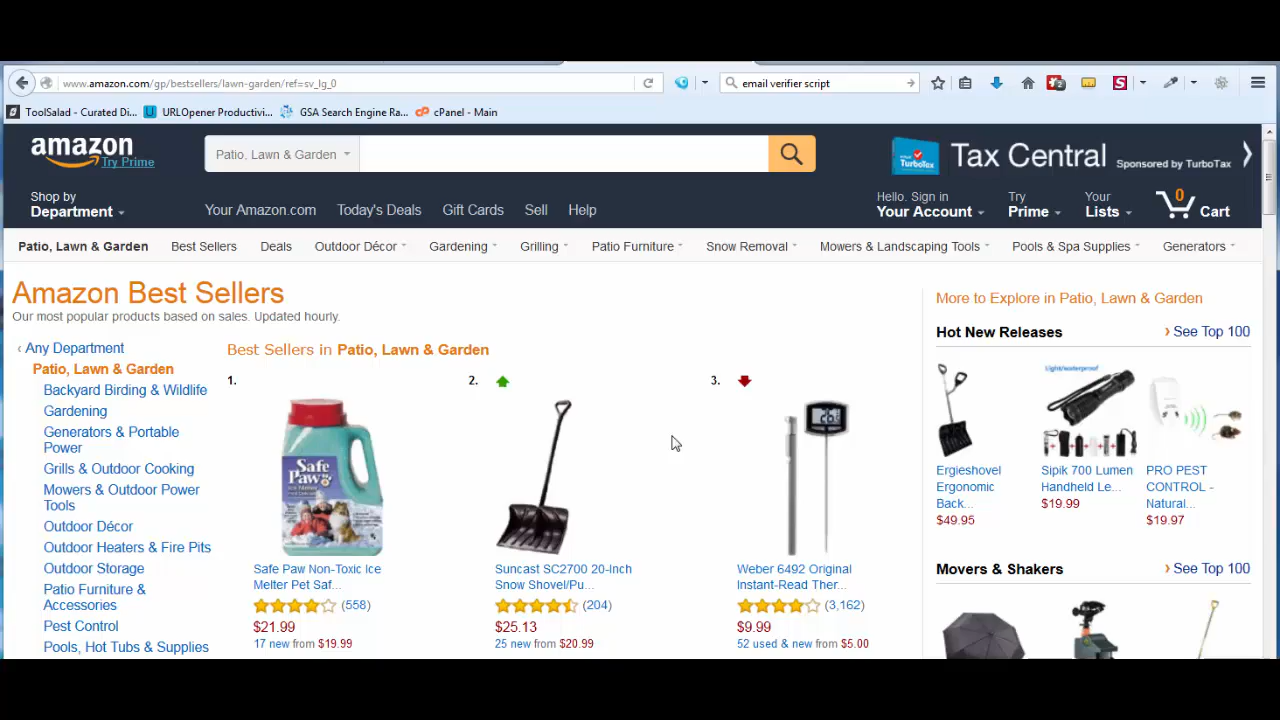 www.amazon.com/gp/bestsellers/lawn-garden/ref=sv_lg_0
email verifier script
2
S
ToolSalad - Curated Di...
URLOpener Productivi...
GSA Search Engine Ra...
cPanel - Main
amazon
Try Prime
Patio, Lawn & Garden
TurboTax
Tax Central
Sponsored by TurboTax
Shop by
Department
Your Amazon.com
Today's Deals
Gift Cards
Sell
Help
Hello. Sign in
Your Account
Try
Prime
Your
Lists
0
Cart
Patio, Lawn & Garden
Best Sellers
Deals
Outdoor Décor
Gardening
Grilling
Patio Furniture
Snow Removal
Mowers & Landscaping Tools
Pools & Spa Supplies
Generators
Amazon Best Sellers
Our most popular products based on sales. Updated hourly.
‹ Any Department
Patio, Lawn & Garden
Backyard Birding & Wildlife
Gardening
Generators & Portable
Power
Grills & Outdoor Cooking
Mowers & Outdoor Power
Tools
Outdoor Décor
Outdoor Heaters & Fire Pits
Outdoor Storage
Patio Furniture &
Accessories
Pest Control
Pools, Hot Tubs & Supplies
Best Sellers in Patio, Lawn & Garden
1.
Safe
Paw
Safe Paw Non-Toxic Ice
Melter Pet Saf...
(558)
$21.99
17 new from $19.99
2.
Suncast SC2700 20-Inch
Snow Shovel/Pu...
(204)
$25.13
25 new from $20.99
3.
Weber 6492 Original
Instant-Read Ther...
(3,162)
$9.99
52 used & new from $5.00
More to Explore in Patio, Lawn & Garden
Hot New Releases
› See Top 100
Ergieshovel
Ergonomic
Back...
$49.95
Light/waterproof
Sipik 700 Lumen
Handheld Le...
$19.99
PRO PEST
CONTROL -
Natural...
$19.97
Movers & Shakers
› See Top 100